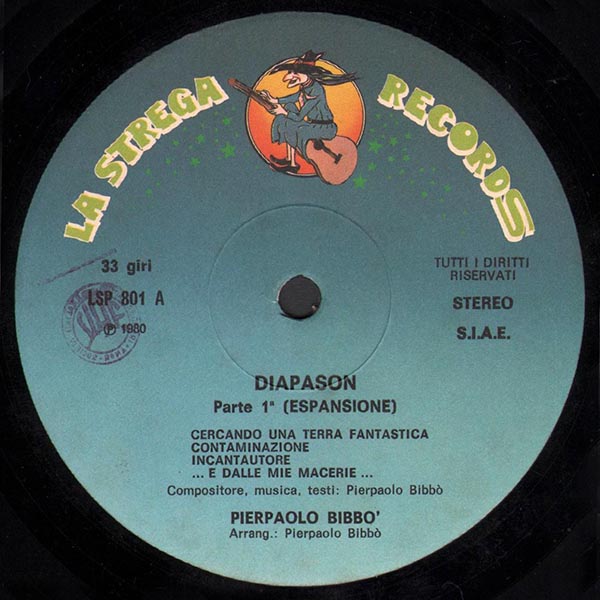 LA STREGA RECORDS
33 giri
LSP 801 A
Ⓟ 1980
TUTTI I DIRITTI
RISERVATI
STEREO
S.I.A.E.
DIAPASON
Parte 1ª (ESPANSIONE)
CERCANDO UNA TERRA FANTASTICA
CONTAMINAZIONE
INCANTAUTORE
... E DALLE MIE MACERIE ...
Compositore, musica, testi: Pierpaolo Bibbò
PIERPAOLO BIBBO'
Arrang.: Pierpaolo Bibbò